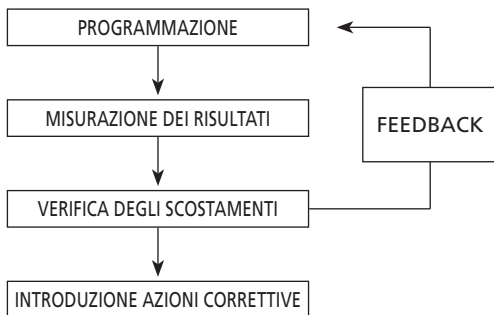 PROGRAMMAZIONE
MISURAZIONE DEI RISULTATI
FEEDBACK
VERIFICA DEGLI SCOSTAMENTI
INTRODUZIONE AZIONI CORRETTIVE